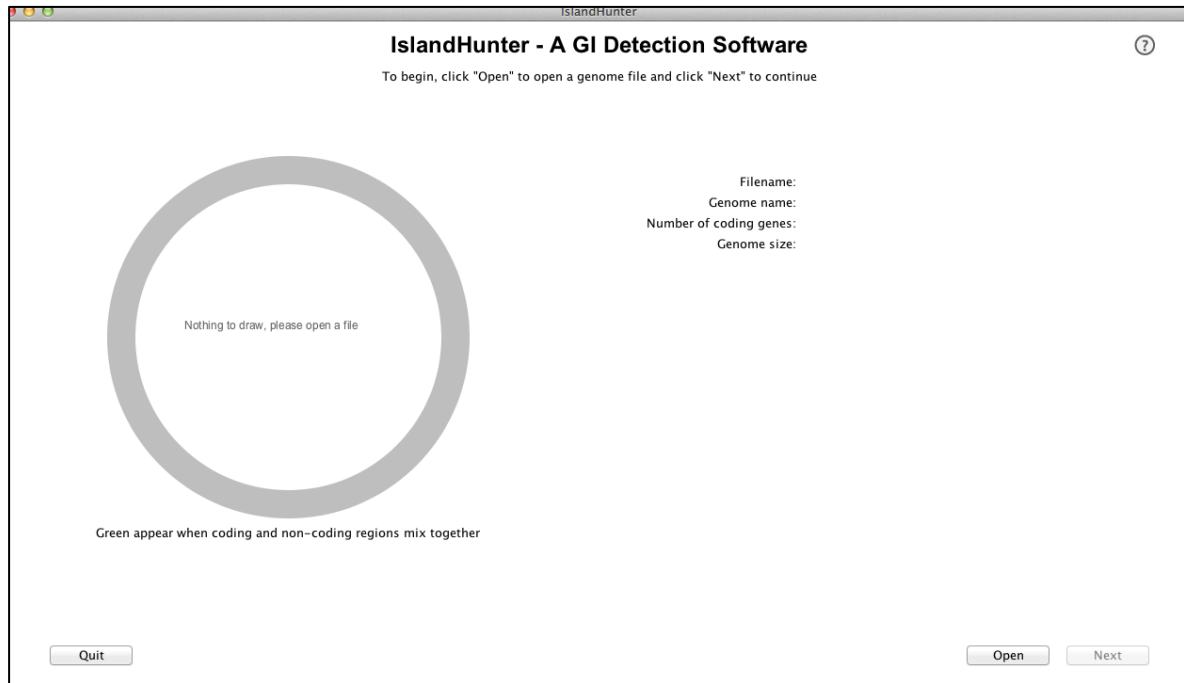 IslandHunter
IslandHunter - A GI Detection Software
?
To begin, click "Open" to open a genome file and click "Next" to continue
Filename:
Genome name:
Number of coding genes:
Genome size:
Nothing to draw, please open a file
Green appear when coding and non-coding regions mix together
Quit
Open
Next